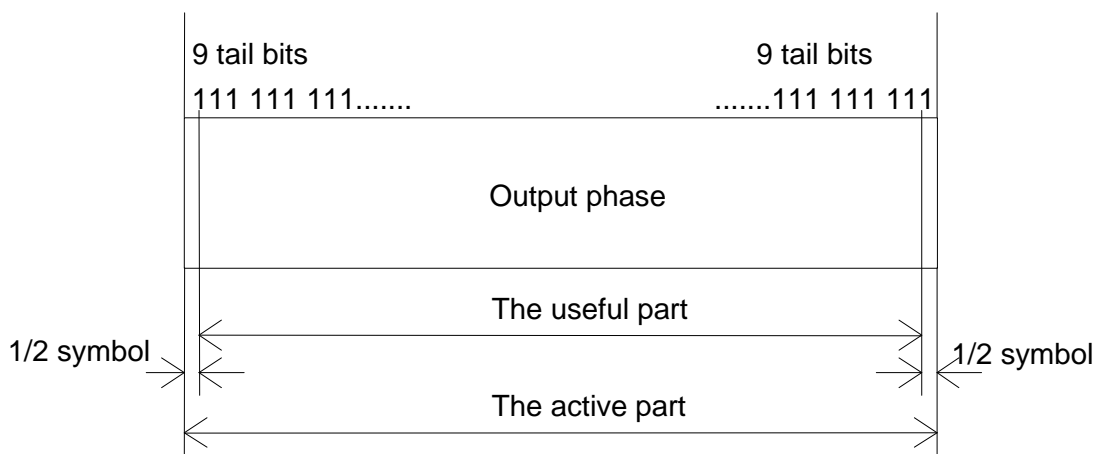 9 tail bits 9 tail bits
111 111 111....... .......111 111 111
Output phase
The useful part
1/2 symbol 1/2 symbol
The active part